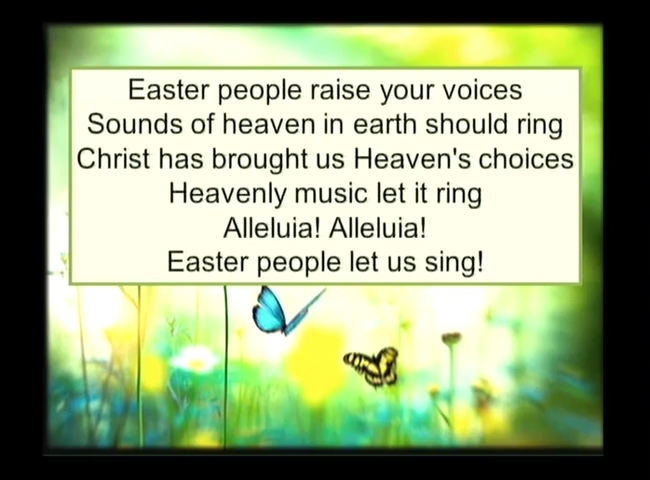 Easter people raise your voices
Sounds of heaven in earth should ring
Christ has brought us Heaven's choices
Heavenly music let it ring
Alleluia! Alleluia!
Easter people let us sing!